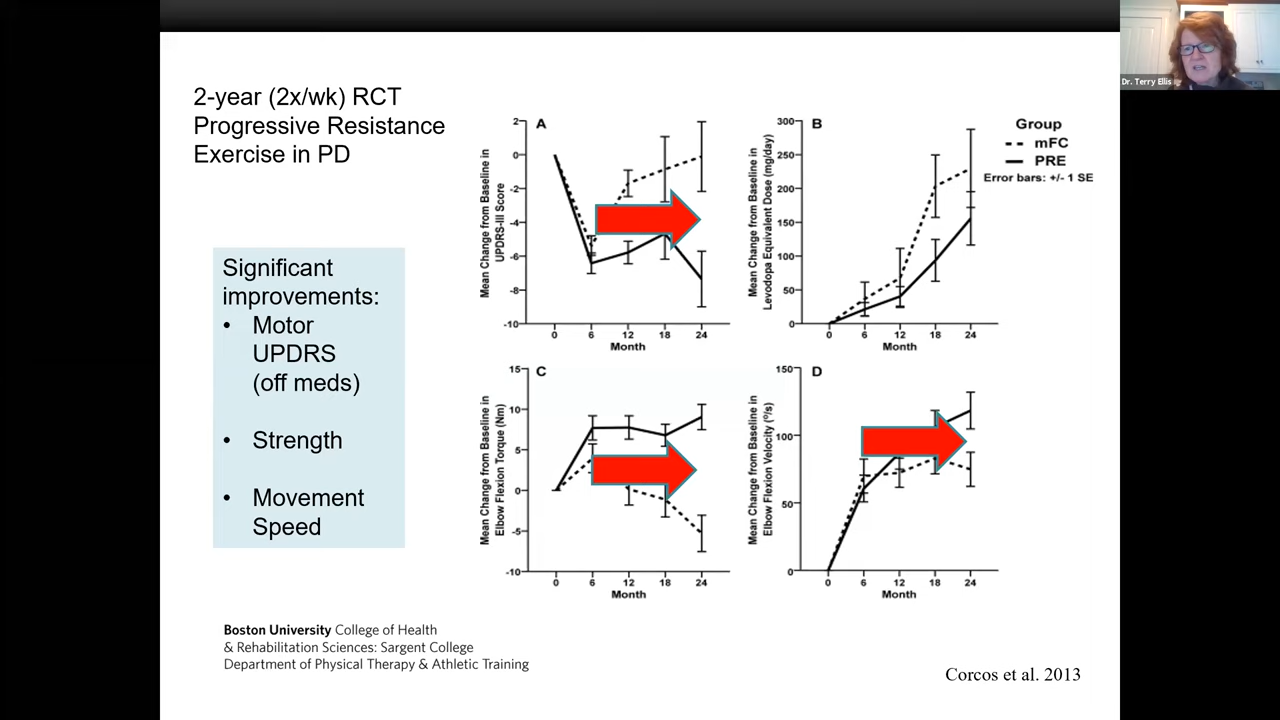 2-year (2x/wk) RCT
Progressive Resistance
Exercise in PD
Significant
improvements:
• Motor
UPDRS
(off meds)
• Strength
• Movement
Speed
A
Mean Change from Baseline in
UPDRS-III Score
2
0
-2
-4
-6
-8
-10
0 6 12 18 24
Month
B
Mean Change from Baseline in
Levodopa Equivalent Dose (mg/day)
300
250
200
150
100
50
0
0 6 12 18 24
Month
Group
mFC
PRE
Error bars: +/- 1 SE
C
Mean Change from Baseline in
Elbow Flexion Torque (Nm)
15
10
5
0
-5
-10
0 6 12 18 24
Month
D
Mean Change from Baseline in
Elbow Flexion Velocity (°/s)
150
100
50
0
0 6 12 18 24
Month
Boston University College of Health
& Rehabilitation Sciences: Sargent College
Department of Physical Therapy & Athletic Training
Corcos et al. 2013
Dr. Terry Ellis